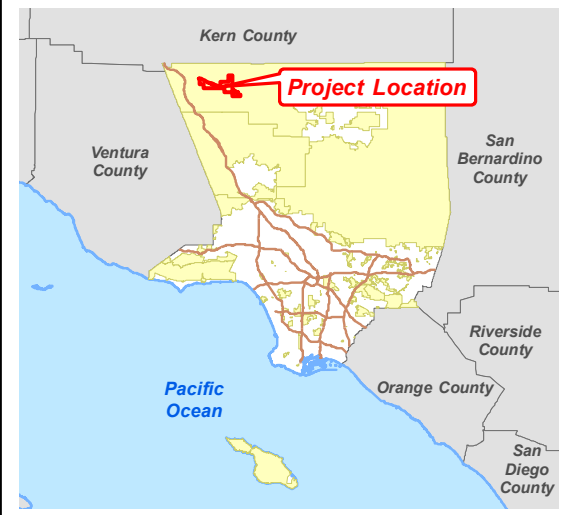 Kern County
Project Location
San
Bernardino
County
Ventura
County
Riverside
County
Pacific
Ocean
Orange County
San
Diego
County